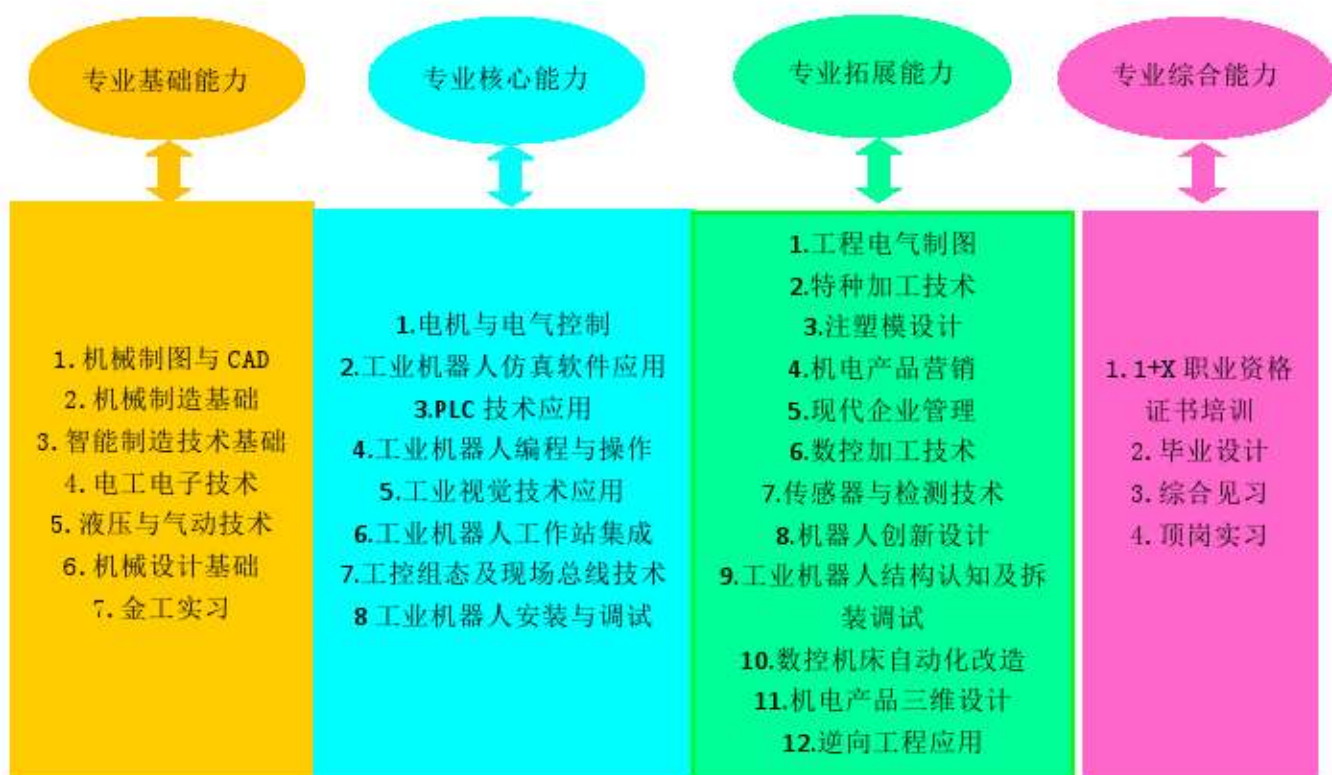 专业基础能力
专业核心能力
专业拓展能力
专业综合能力
1.机械制图与 CAD
2.机械制造基础
3.智能制造技术基础
4.电工电子技术
5.液压与气动技术
6.机械设计基础
7.金工实习
1.电机与电气控制
2.工业机器人仿真软件应用
3.PLC 技术应用
4.工业机器人编程与操作
5.工业视觉技术应用
6.工业机器人工作站集成
7.工控组态及现场总线技术
8 工业机器人安装与调试
1.工程电气制图
2.特种加工技术
3.注塑模设计
4.机电产品营销
5.现代企业管理
6.数控加工技术
7.传感器与检测技术
8.机器人创新设计
9.工业机器人结构认知及拆
装调试
10.数控机床自动化改造
11.机电产品三维设计
12.逆向工程应用
1. 1+X 职业资格
证书培训
2. 毕业设计
3. 综合见习
4. 顶岗实习